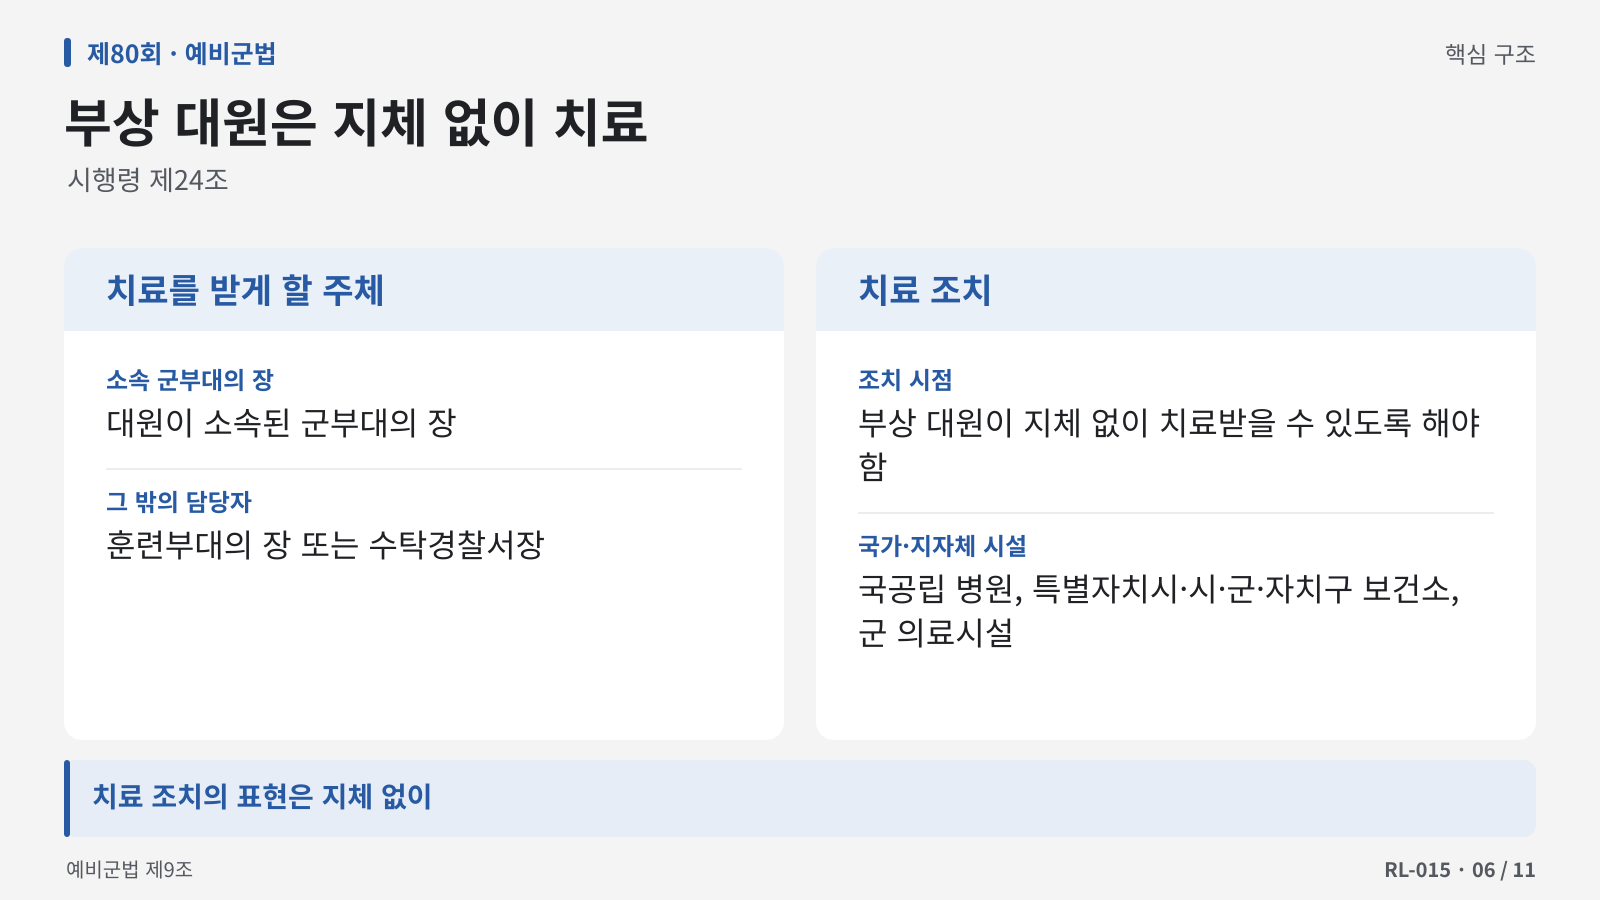 제80회 · 예비군법
핵심 구조
부상 대원은 지체 없이 치료
시행령 제24조
치료를 받게 할 주체
소속 군부대의 장
대원이 소속된 군부대의 장
그 밖의 담당자
훈련부대의 장 또는 수탁경찰서장
치료 조치
조치 시점
부상 대원이 지체 없이 치료받을 수 있도록 해야
함
국가·지자체 시설
국공립 병원, 특별자치시·시·군·자치구 보건소,
군 의료시설
치료 조치의 표현은 지체 없이
예비군법 제9조
RL-015 · 06 / 11